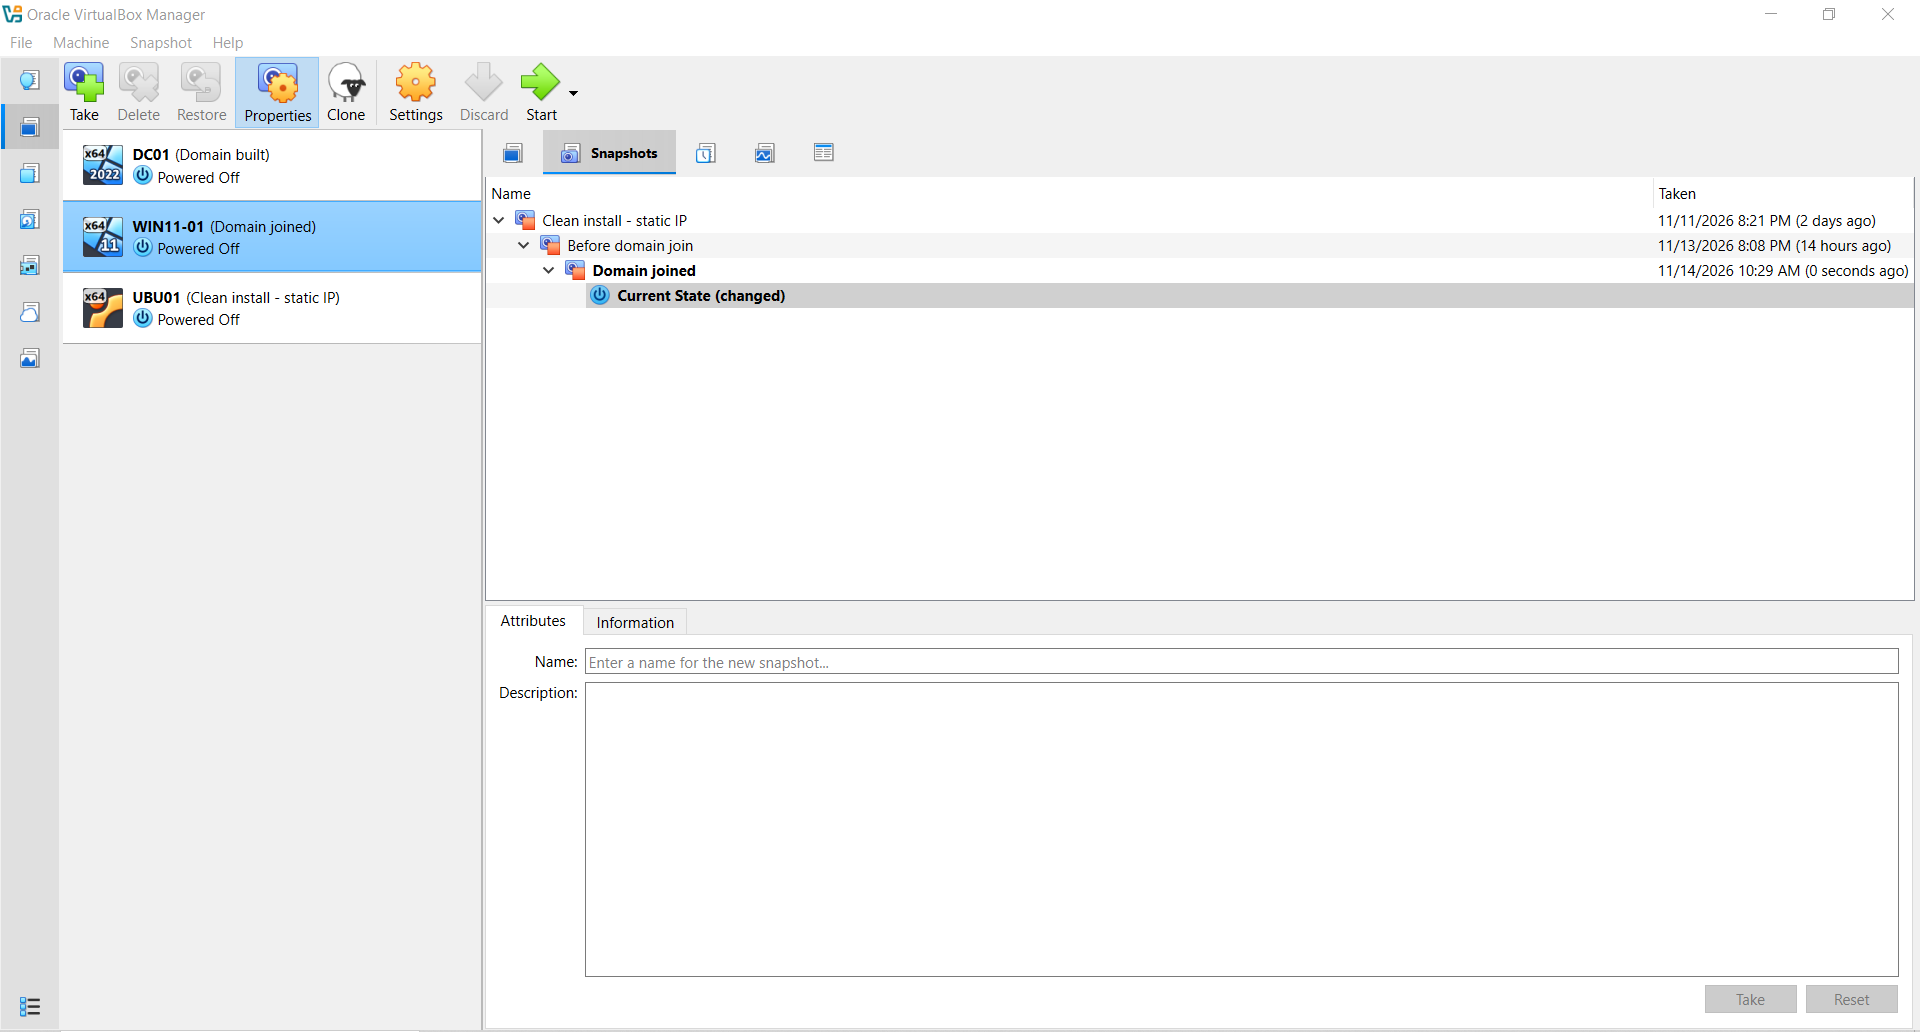 Oracle VirtualBox Manager
File Machine Snapshot Help
Take Delete Restore Properties Clone Settings Discard Start
x64 2022 DC01 (Domain built)
Powered Off
x64 11 WIN11-01 (Domain joined)
Powered Off
x64 UBU01 (Clean install - static IP)
Powered Off
Snapshots
Name Taken
Clean install - static IP 11/11/2026 8:21 PM (2 days ago)
Before domain join 11/13/2026 8:08 PM (14 hours ago)
Domain joined 11/14/2026 10:29 AM (0 seconds ago)
Current State (changed)
Attributes Information
Name: Enter a name for the new snapshot...
Description:
Take Reset